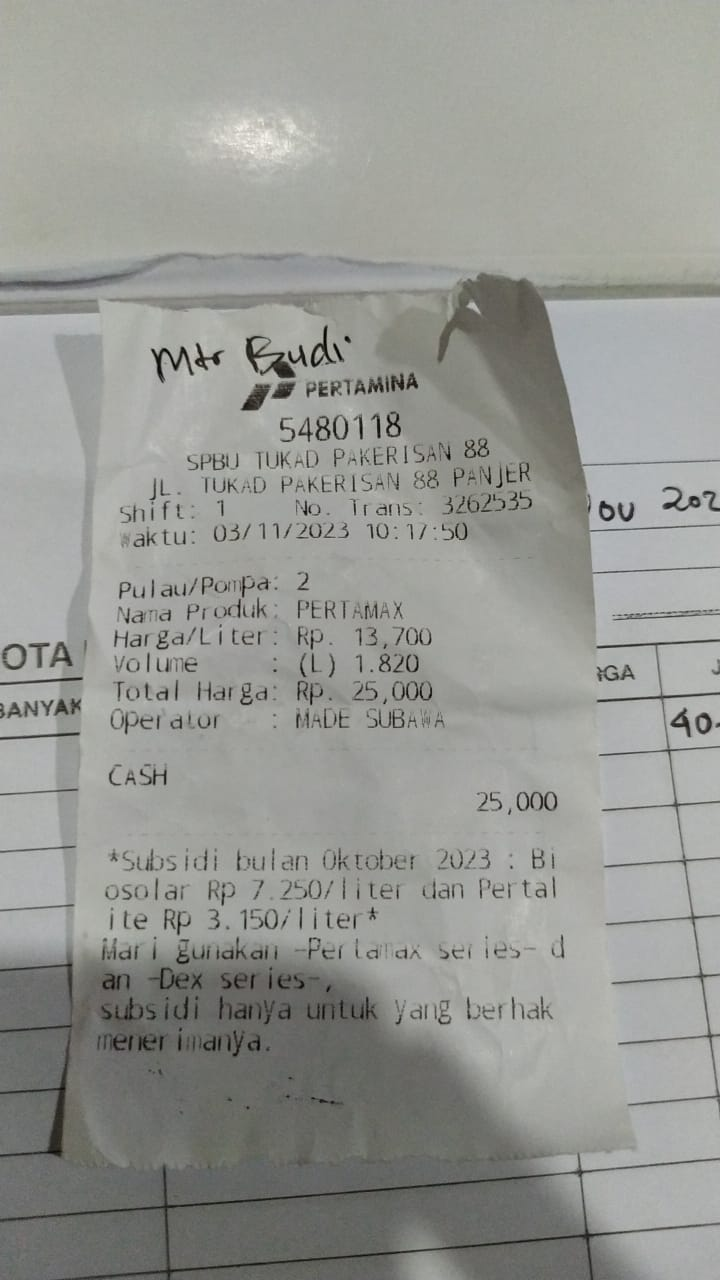 Mtr Budi
PERTAMINA
5480118
SPBU TUKAD PAKERISAN 88
JL. TUKAD PAKERISAN 88 PANJER
Shift: 1 No. Trans: 3262535
Waktu: 03/11/2023 10:17:50
Pulau/Pompa: 2
Nama Produk: PERTAMAX
Harga/Liter: Rp. 13,700
Volume : (L) 1.820
Total Harga: Rp. 25,000
Operator : MADE SUBAWA
CASH
25,000
*Subsidi bulan Oktober 2023 : Bi
osolar Rp 7.250/liter dan Pertal
ite Rp 3.150/liter*
Mari gunakan -Pertamax series- d
an -Dex series-,
subsidi hanya untuk yang berhak
menerimanya.
OTA
BANYAK